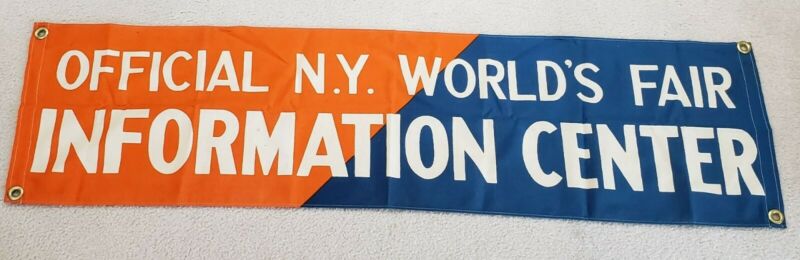 OFFICIAL N.Y. WORLD'S FAIR
INFORMATION CENTER